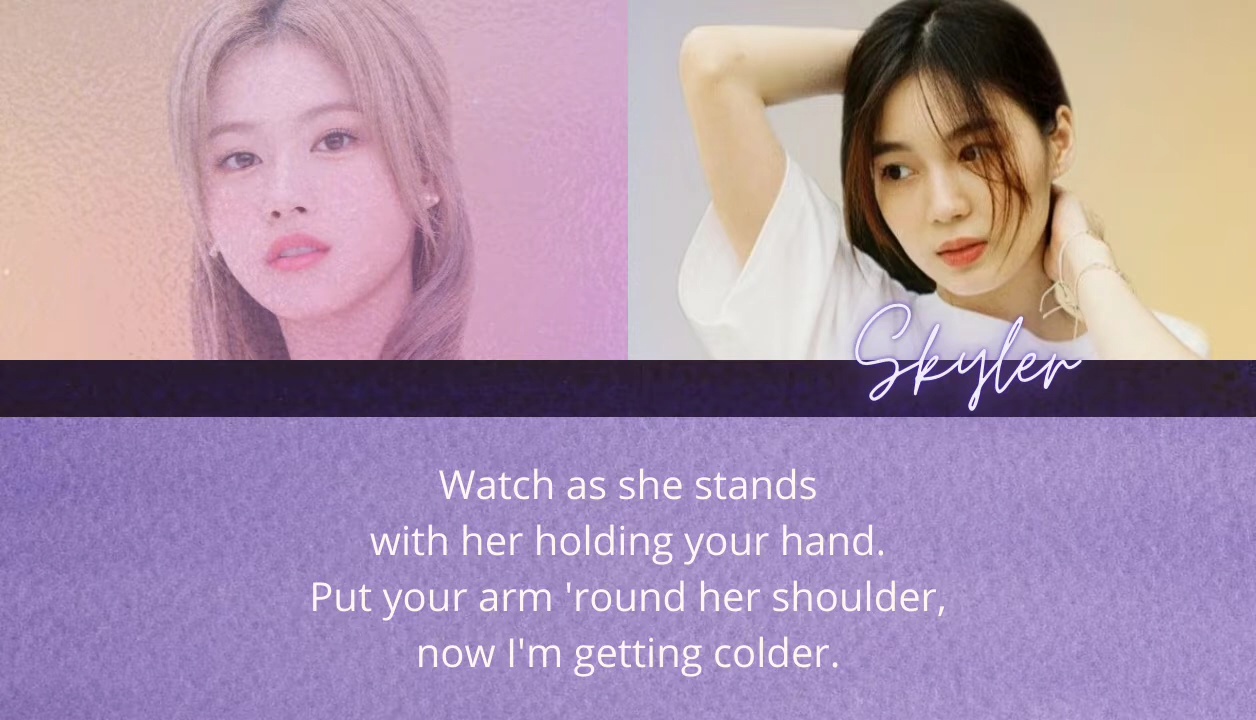 Skyler
Watch as she stands
with her holding your hand.
Put your arm 'round her shoulder,
now I'm getting colder.